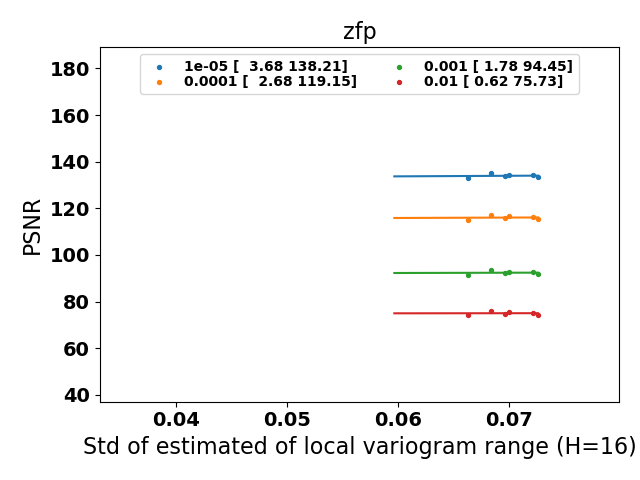 zfp
1e-05 [  3.68 138.21]
0.0001 [  2.68 119.15]
0.001 [ 1.78 94.45]
0.01 [ 0.62 75.73]
180
160
140
120
100
80
60
40
PSNR
0.04 0.05 0.06 0.07
Std of estimated of local variogram range (H=16)